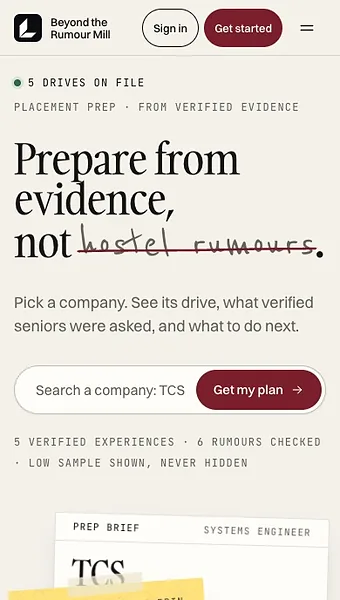 Beyond the
Rumour Mill
Sign in
Get started
5 DRIVES ON FILE
PLACEMENT PREP · FROM VERIFIED EVIDENCE
Prepare from
evidence,
not hostel rumours.
Pick a company. See its drive, what verified
seniors were asked, and what to do next.
Search a company: TCS
Get my plan →
5 VERIFIED EXPERIENCES · 6 RUMOURS CHECKED
· LOW SAMPLE SHOWN, NEVER HIDDEN
PREP BRIEF
SYSTEMS ENGINEER
TCS